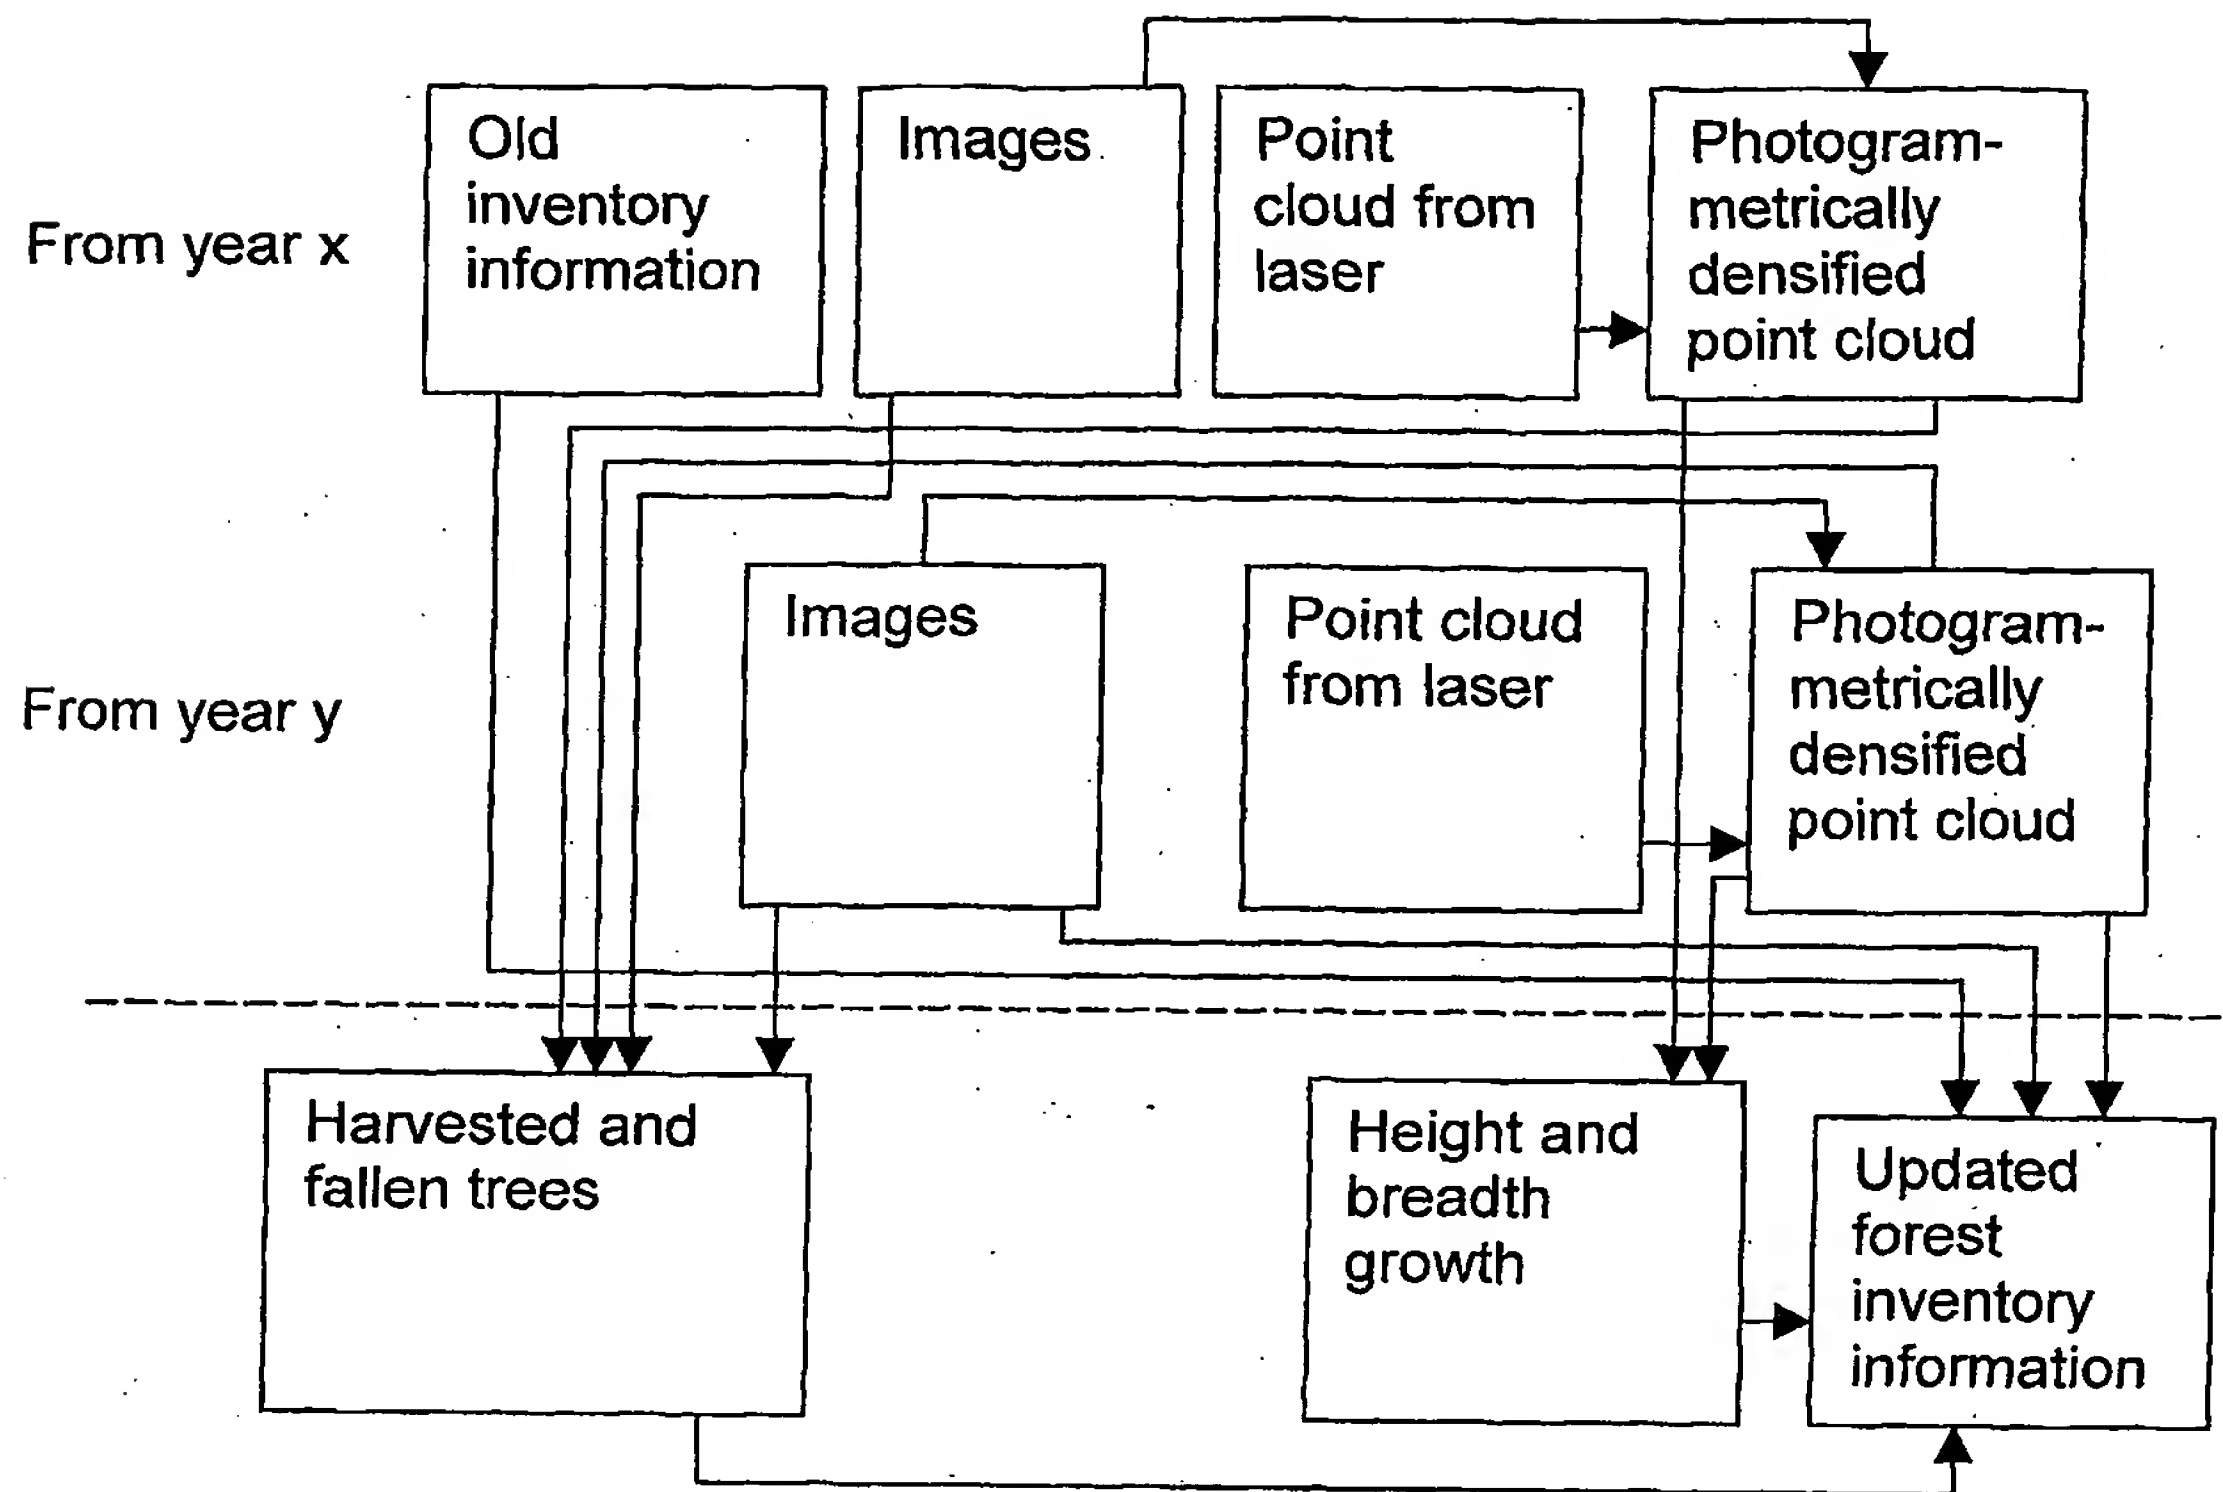 From year x
Old
inventory
information
Images
Point
cloud from
laser
Photogram-
metrically
densified
point cloud
From year y
Images
Point cloud
from laser
Photogram-
metrically
densified
point cloud
Harvested and
fallen trees
Height and
breadth
growth
Updated
forest
inventory
information